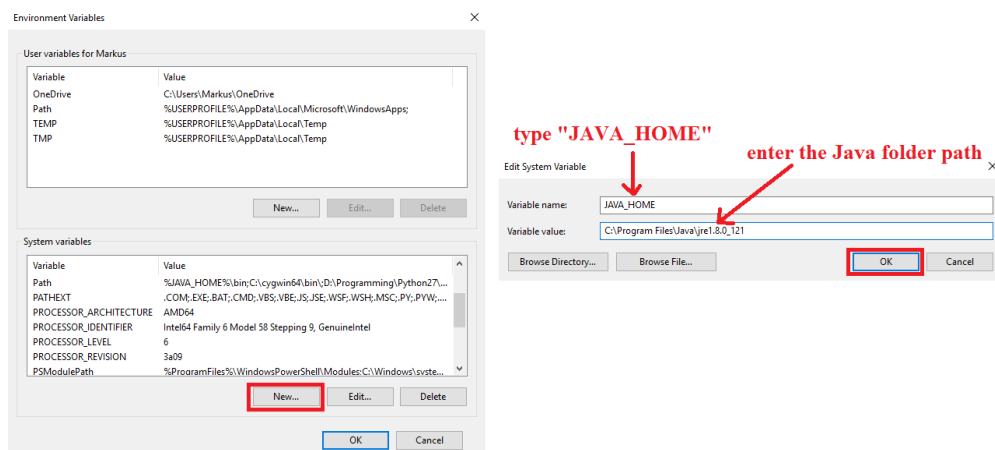 Environment Variables
User variables for Markus
Variable Value
OneDrive C:\Users\Markus\OneDrive
Path %USERPROFILE%\AppData\Local\Microsoft\WindowsApps;
TEMP %USERPROFILE%\AppData\Local\Temp
TMP %USERPROFILE%\AppData\Local\Temp
New... Edit... Delete
System variables
Variable Value
Path %JAVA_HOME%\bin;C:\cygwin64\bin\;D:\Programming\Python27\...
PATHEXT .COM;.EXE;.BAT;.CMD;.VBS;.VBE;.JS;.JSE;.WSF;.WSH;.MSC;.PY;.PYW;....
PROCESSOR_ARCHITECTURE AMD64
PROCESSOR_IDENTIFIER Intel64 Family 6 Model 58 Stepping 9, GenuineIntel
PROCESSOR_LEVEL 6
PROCESSOR_REVISION 3a09
PSModulePath %ProgramFiles%\WindowsPowerShell\Modules;C:\Windows\syste...
New... Edit... Delete
OK Cancel
type "JAVA_HOME"
enter the Java folder path
Edit System Variable
Variable name: JAVA_HOME
Variable value: C:\Program Files\Java\jre1.8.0_121
Browse Directory... Browse File... OK Cancel